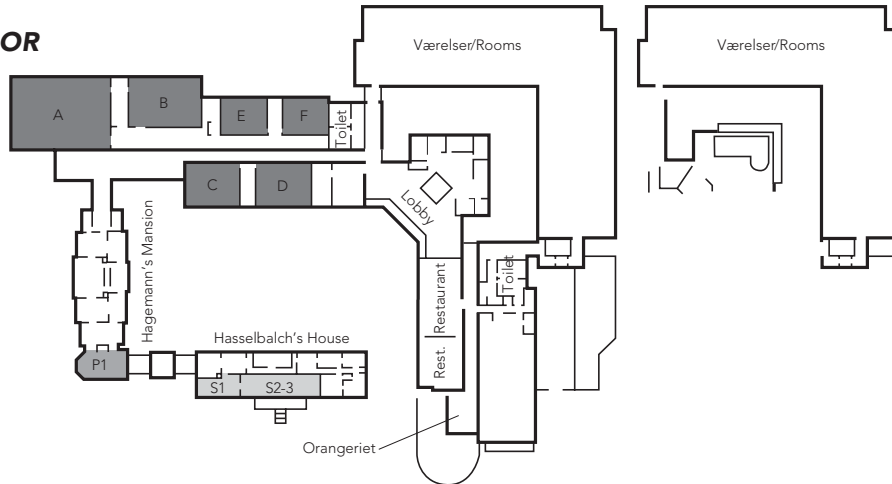 OR
Værelser/Rooms
Værelser/Rooms
A
B
E
F
Toilet
C
D
Lobby
Hagemann's Mansion
Restaurant
Toilet
Rest.
Hasselbalch's House
P1
S1
S2-3
Orangeriet